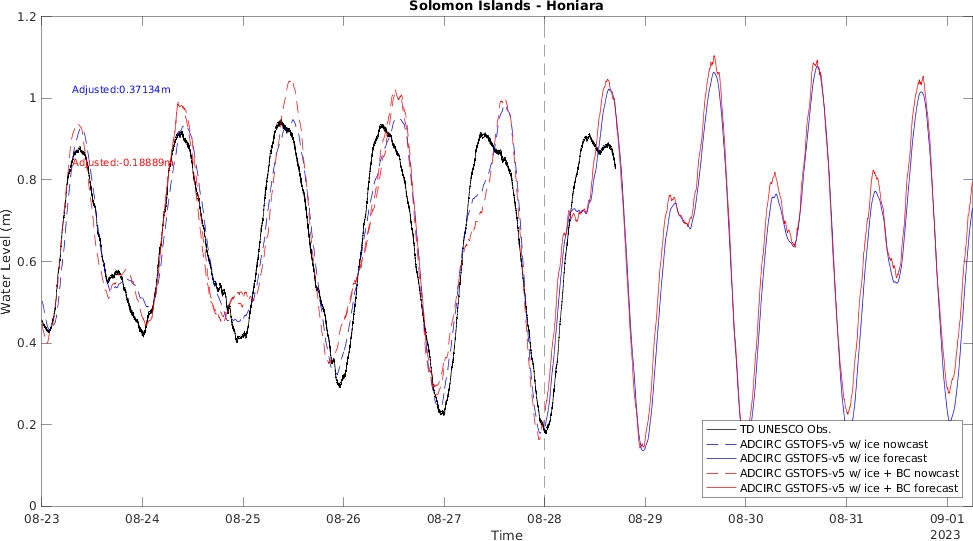 Solomon Islands - Honiara
1.2
1
0.8
0.6
0.4
0.2
0
Water Level (m)
Adjusted:0.37134m
Adjusted:-0.18889m
TD UNESCO Obs.
ADCIRC GSTOFS-v5 w/ ice nowcast
ADCIRC GSTOFS-v5 w/ ice forecast
ADCIRC GSTOFS-v5 w/ ice + BC nowcast
ADCIRC GSTOFS-v5 w/ ice + BC forecast
08-23 08-24 08-25 08-26 08-27 08-28 08-29 08-30 08-31 09-01
2023
Time